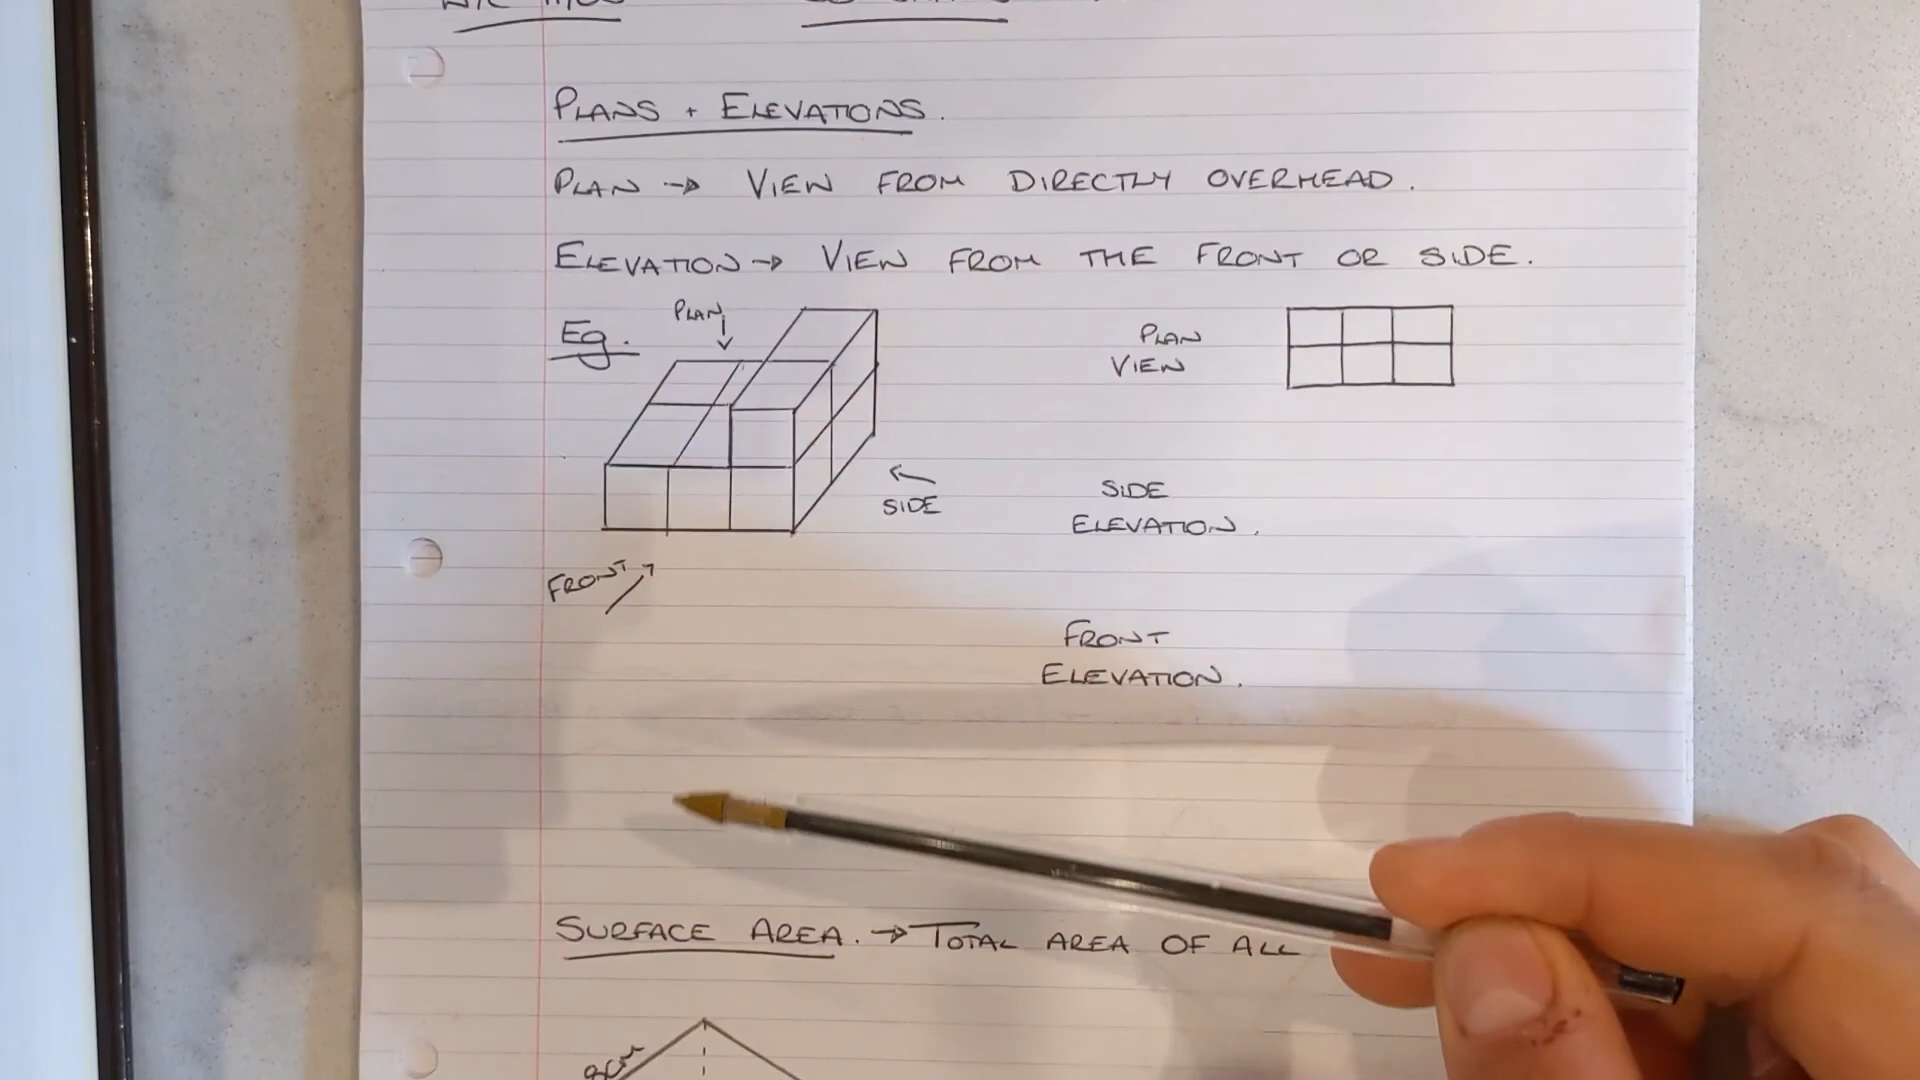 PLANS + ELEVATIONS.
PLAN → VIEW FROM DIRECTLY OVERHEAD.
ELEVATION → VIEW FROM THE FRONT OR SIDE.
Eg.
PLAN
PLAN
VIEW
SIDE
SIDE
ELEVATION.
FRONT
FRONT
ELEVATION.
SURFACE AREA. → TOTAL AREA OF ALL